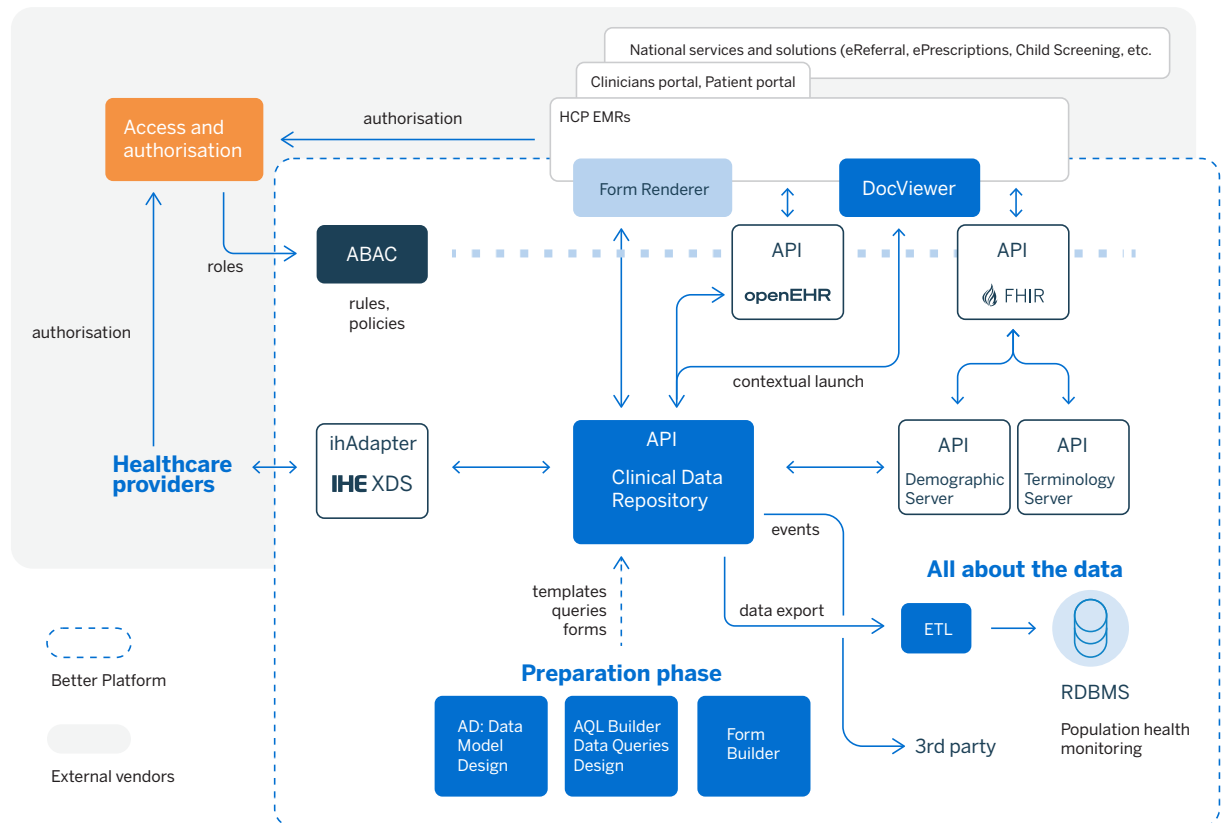 National services and solutions (eReferral, ePrescriptions, Child Screening, etc.
Clinicians portal, Patient portal
HCP EMRs
Access and
authorisation
authorisation
Form Renderer
DocViewer
ABAC
roles
rules,
policies
API
openEHR
API
FHIR
authorisation
contextual launch
Healthcare
providers
ihAdapter
IHE XDS
API
Clinical Data
Repository
API
Demographic
Server
API
Terminology
Server
events
templates
queries
forms
data export
All about the data
ETL
RDBMS
Population health
monitoring
3rd party
Preparation phase
AD: Data
Model
Design
AQL Builder
Data Queries
Design
Form
Builder
Better Platform
External vendors